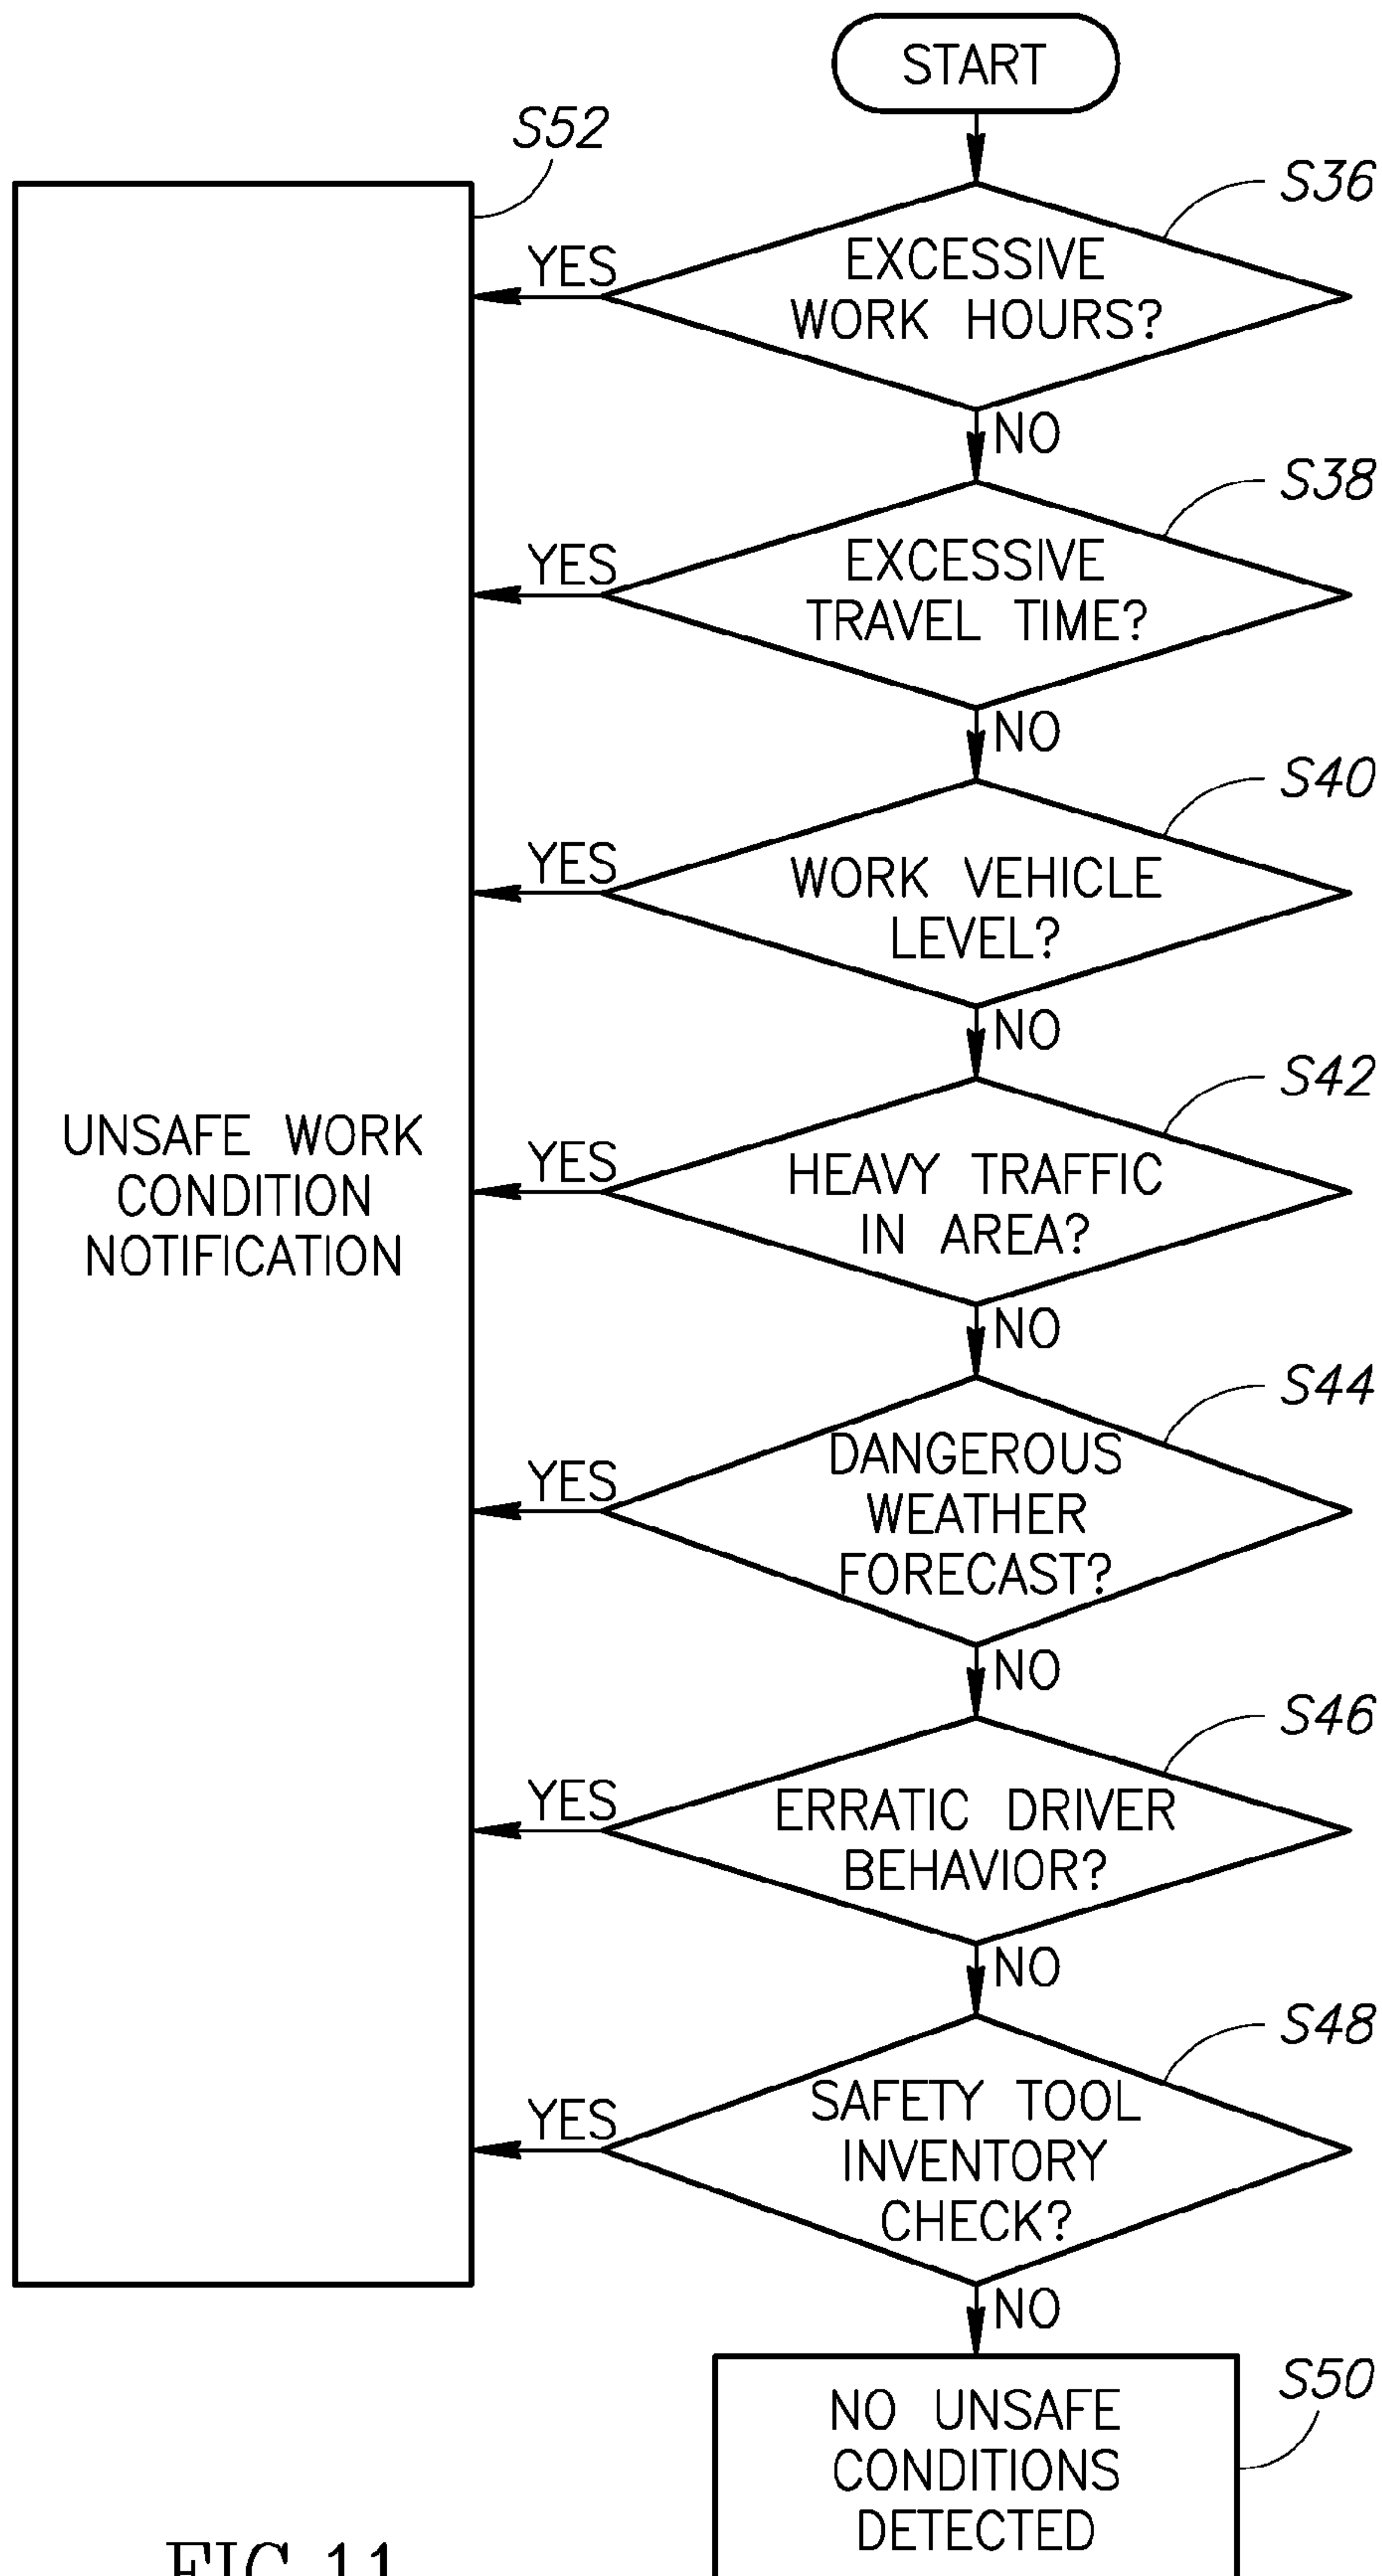 START
S52
S36
YES
EXCESSIVE
WORK HOURS?
NO
S38
YES
EXCESSIVE
TRAVEL TIME?
NO
S40
YES
WORK VEHICLE
LEVEL?
NO
S42
UNSAFE WORK
CONDITION
NOTIFICATION
YES
HEAVY TRAFFIC
IN AREA?
NO
S44
YES
DANGEROUS
WEATHER
FORECAST?
NO
S46
YES
ERRATIC DRIVER
BEHAVIOR?
NO
S48
YES
SAFETY TOOL
INVENTORY
CHECK?
NO
S50
NO UNSAFE
CONDITIONS
DETECTED
FIG. 11